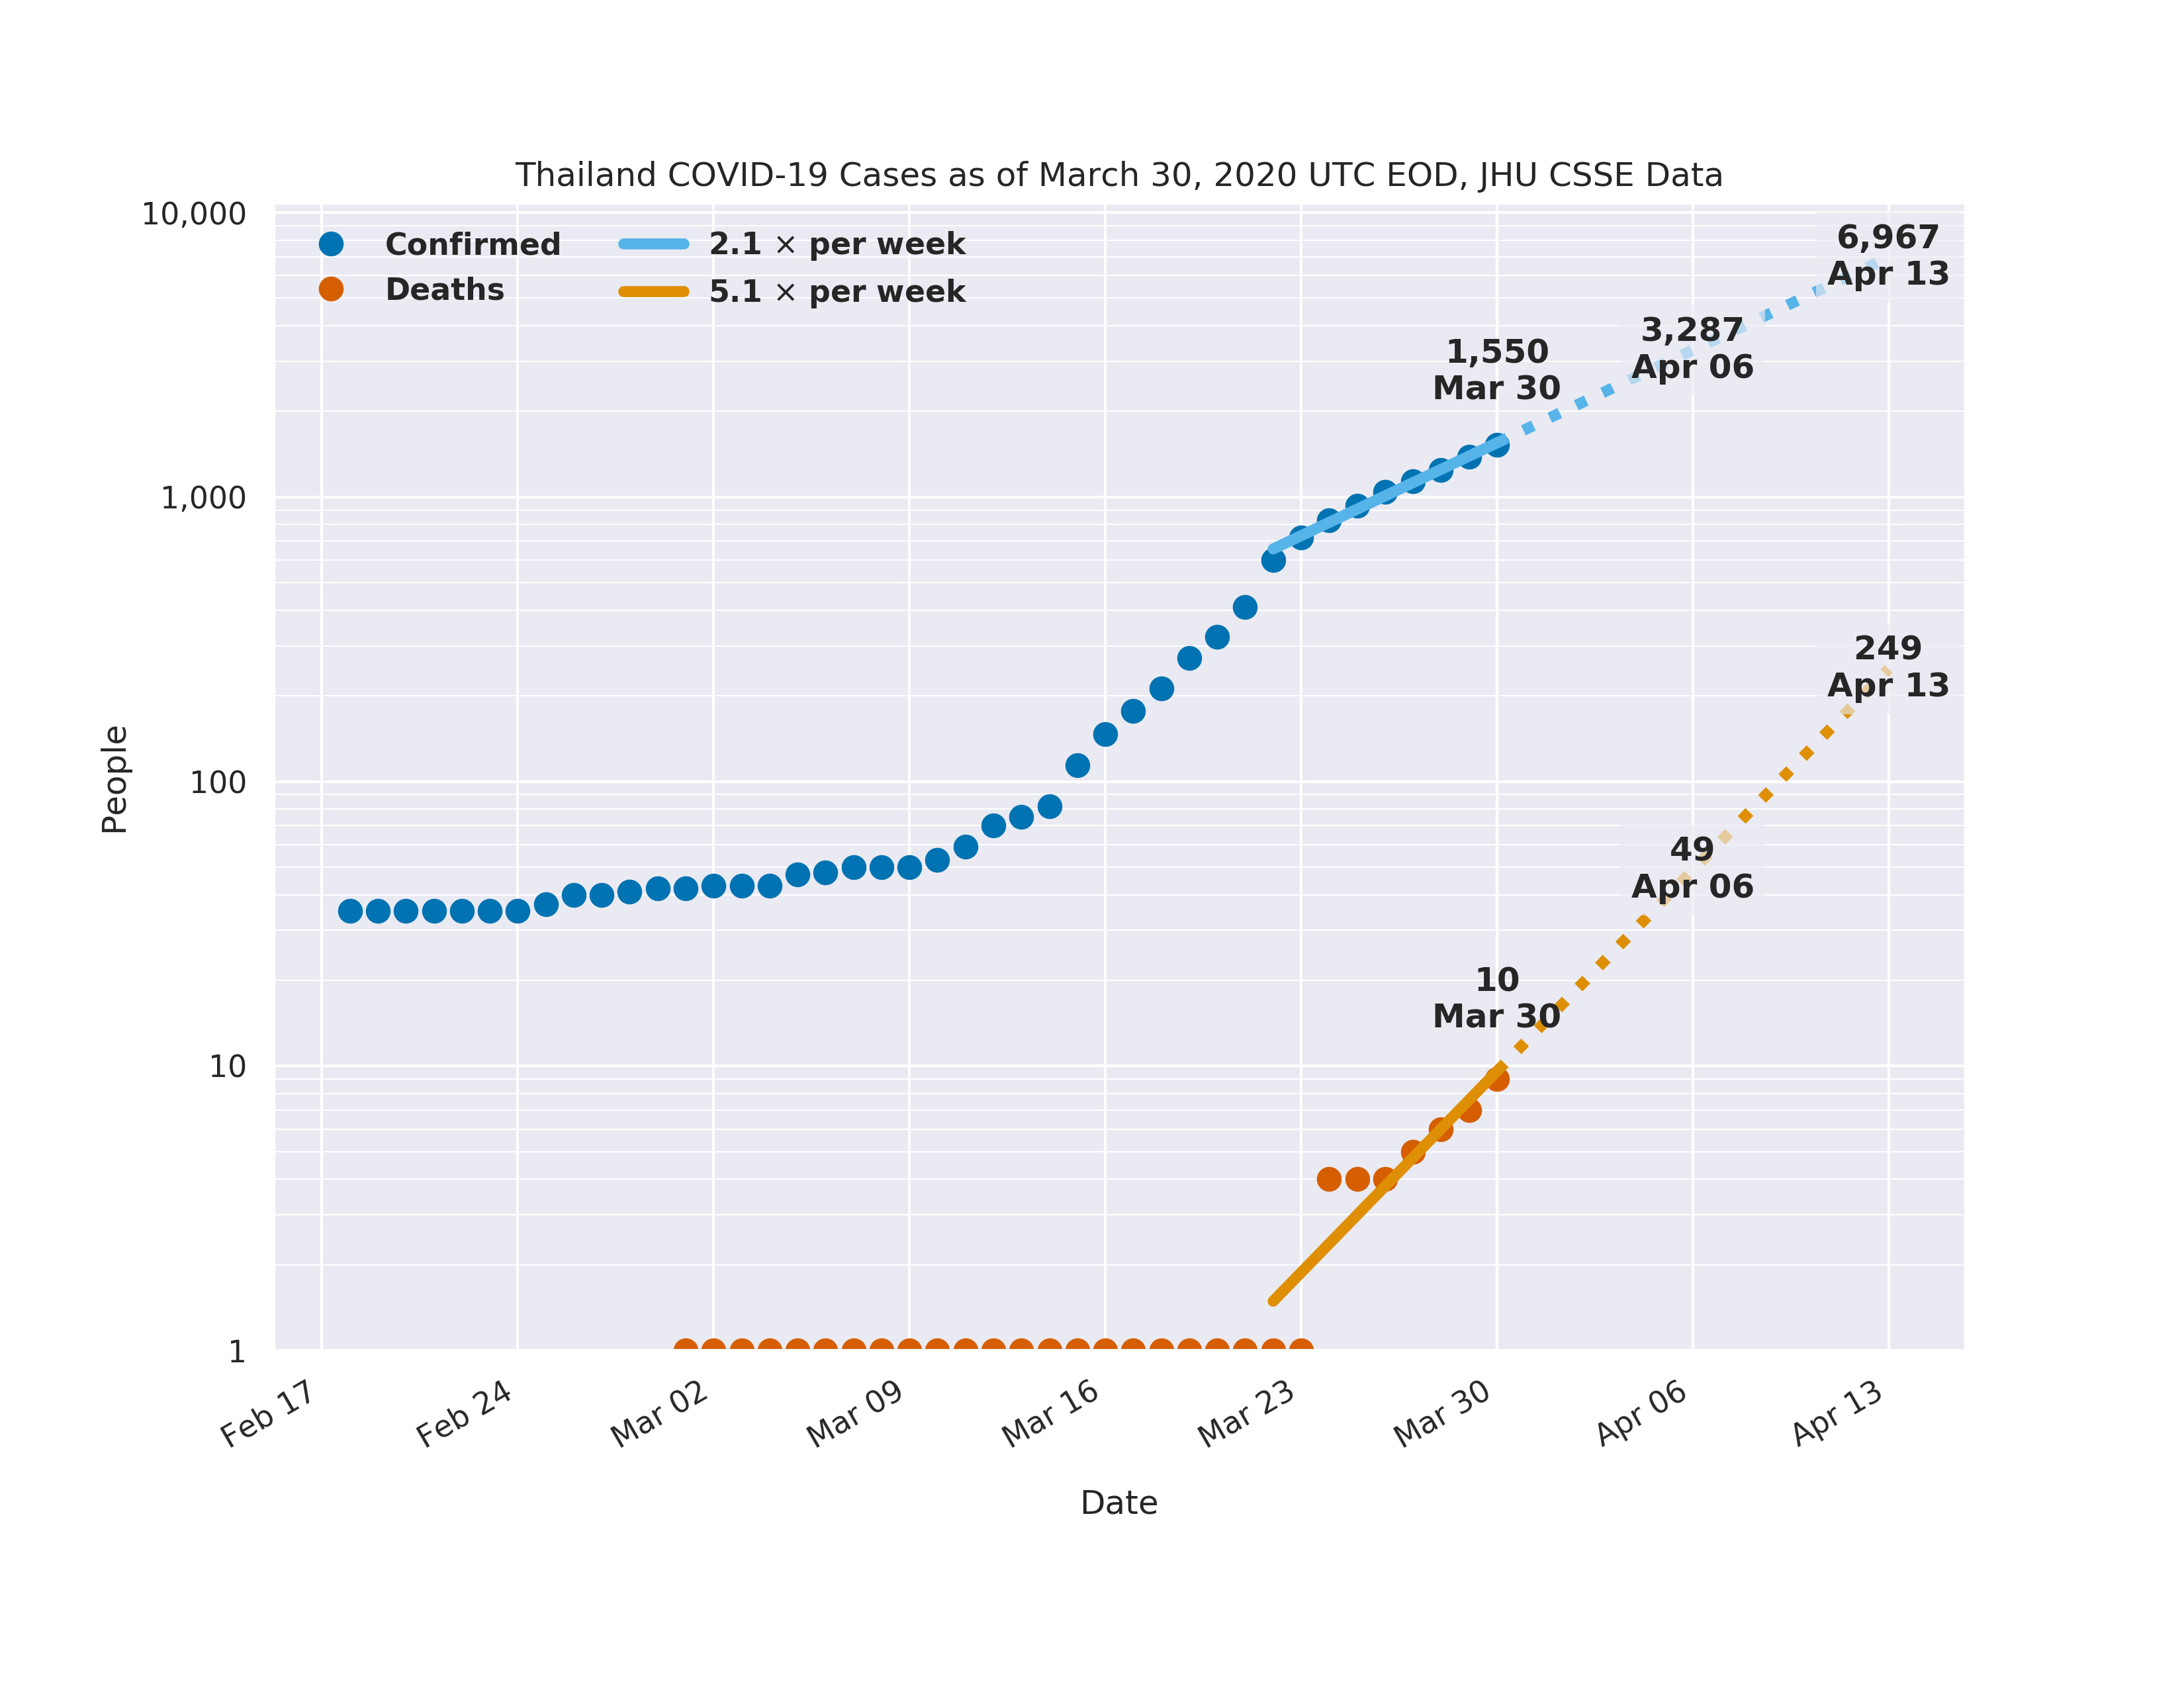 Thailand COVID-19 Cases as of March 30, 2020 UTC EOD, JHU CSSE Data
Confirmed
Deaths
2.1 × per week
5.1 × per week
10,000
1,000
100
10
1
People
6,967
Apr 13
3,287
Apr 06
1,550
Mar 30
249
Apr 13
49
Apr 06
10
Mar 30
Feb 17
Feb 24
Mar 02
Mar 09
Mar 16
Mar 23
Mar 30
Apr 06
Apr 13
Date